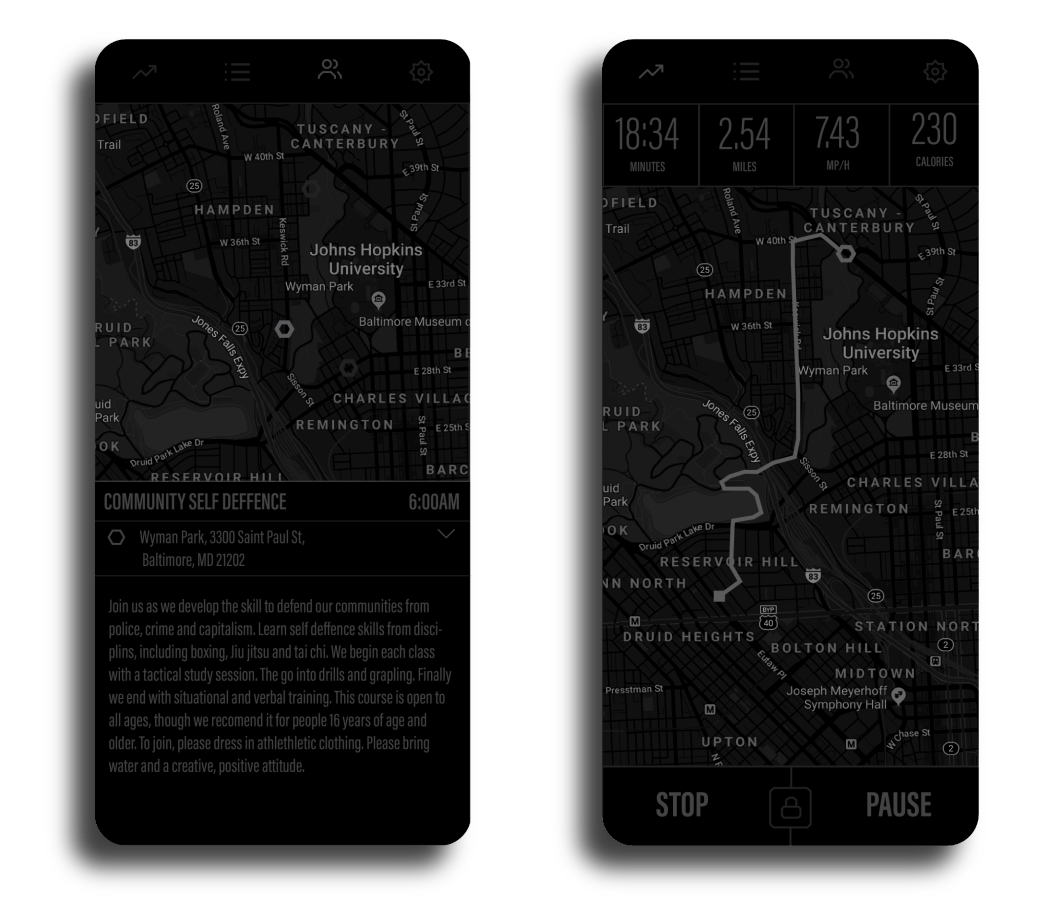 DFIELD
Trail
Roland Ave
TUSCANY -
CANTERBURY
St Paul St
W 40th St
E 39th St
25
HAMPDEN
St Paul St
Keswick Rd
W 36th St
83
Johns Hopkins
University
Wyman Park
E 33rd St
Baltimore Museum o
RUID
L PARK
Jones Falls Expy
25
BE
E 28th St
Sisson St
CHARLES VILLAG
uid
Park
REMINGTON
St Paul St
E 25th S
OK
Druid Park Lake Dr
RESERVOIR HILL
BARC
COMMUNITY SELF DEFFENCE
6:00AM
Wyman Park, 3300 Saint Paul St,
Baltimore, MD 21202
Join us as we develop the skill to defend our communities from
police, crime and capitalism. Learn self deffence skills from disci-
plins, including boxing, Jiu jitsu and tai chi. We begin each class
with a tactical study session. The go into drills and grapling. Finally
we end with situational and verbal training. This course is open to
all ages, though we recomend it for people 16 years of age and
older. To join, please dress in athlethletic clothing. Please bring
water and a creative, positive attitude.
18:34
MINUTES
2.54
MILES
7.43
MP/H
230
CALORIES
DFIELD
Trail
Roland Ave
TUSCANY -
CANTERBURY
St Paul St
W 40th St
E 39th St
25
HAMPDEN
St Paul St
Keswick Rd
W 36th St
83
Johns Hopkins
University
Wyman Park
E 33rd S
Baltimore Museum
RUID
L PARK
Jones Falls Expy
25
B
E 28th St
Sisson St
CHARLES VILLA
uid
Park
REMINGTON
E 25th
OK
Druid Park Lake Dr
BARC
RESERVOIR HILL
NN NORTH
83
25
BYP
40
M
DRUID HEIGHTS
STATION NORT
BOLTON HILL
2
Eutaw Pl
MIDTOWN
Presstman St
Joseph Meyerhoff
Symphony Hall
M
UPTON
M
W Chase St
2
N F
STOP
PAUSE